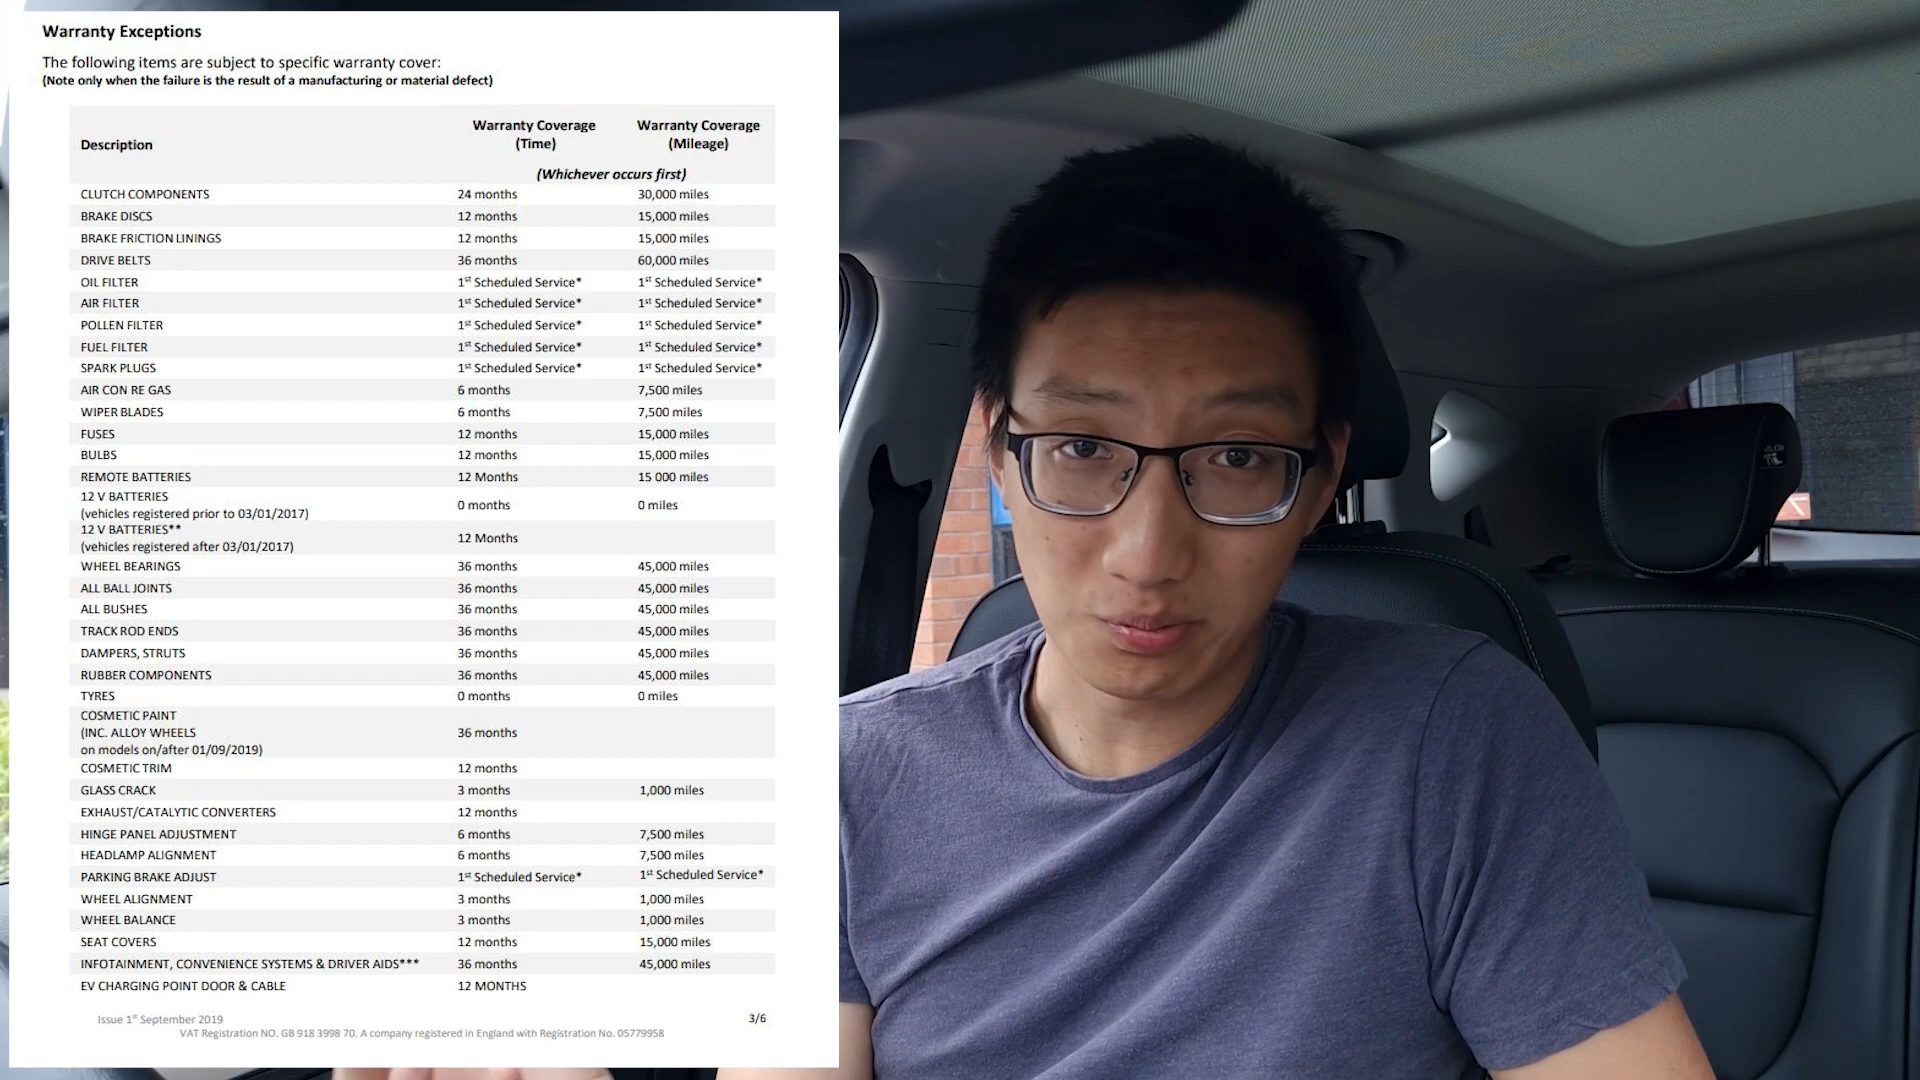 Warranty Exceptions
The following items are subject to specific warranty cover:
(Note only when the failure is the result of a manufacturing or material defect)
Description Warranty Coverage (Time) Warranty Coverage (Mileage)
(Whichever occurs first)
CLUTCH COMPONENTS 24 months 30,000 miles
BRAKE DISCS 12 months 15,000 miles
BRAKE FRICTION LININGS 12 months 15,000 miles
DRIVE BELTS 36 months 60,000 miles
OIL FILTER 1st Scheduled Service* 1st Scheduled Service*
AIR FILTER 1st Scheduled Service* 1st Scheduled Service*
POLLEN FILTER 1st Scheduled Service* 1st Scheduled Service*
FUEL FILTER 1st Scheduled Service* 1st Scheduled Service*
SPARK PLUGS 1st Scheduled Service* 1st Scheduled Service*
AIR CON RE GAS 6 months 7,500 miles
WIPER BLADES 6 months 7,500 miles
FUSES 12 months 15,000 miles
BULBS 12 months 15,000 miles
REMOTE BATTERIES 12 Months 15 000 miles
12 V BATTERIES
(vehicles registered prior to 03/01/2017) 0 months 0 miles
12 V BATTERIES**
(vehicles registered after 03/01/2017) 12 Months
WHEEL BEARINGS 36 months 45,000 miles
ALL BALL JOINTS 36 months 45,000 miles
ALL BUSHES 36 months 45,000 miles
TRACK ROD ENDS 36 months 45,000 miles
DAMPERS, STRUTS 36 months 45,000 miles
RUBBER COMPONENTS 36 months 45,000 miles
TYRES 0 months 0 miles
COSMETIC PAINT
(INC. ALLOY WHEELS 36 months
on models on/after 01/09/2019)
COSMETIC TRIM 12 months
GLASS CRACK 3 months 1,000 miles
EXHAUST/CATALYTIC CONVERTERS 12 months
HINGE PANEL ADJUSTMENT 6 months 7,500 miles
HEADLAMP ALIGNMENT 6 months 7,500 miles
PARKING BRAKE ADJUST 1st Scheduled Service* 1st Scheduled Service*
WHEEL ALIGNMENT 3 months 1,000 miles
WHEEL BALANCE 3 months 1,000 miles
SEAT COVERS 12 months 15,000 miles
INFOTAINMENT, CONVENIENCE SYSTEMS & DRIVER AIDS*** 36 months 45,000 miles
EV CHARGING POINT DOOR & CABLE 12 MONTHS
Issue 1st September 2019 3/6
VAT Registration NO. GB 918 3998 70. A company registered in England with Registration No. 05779958